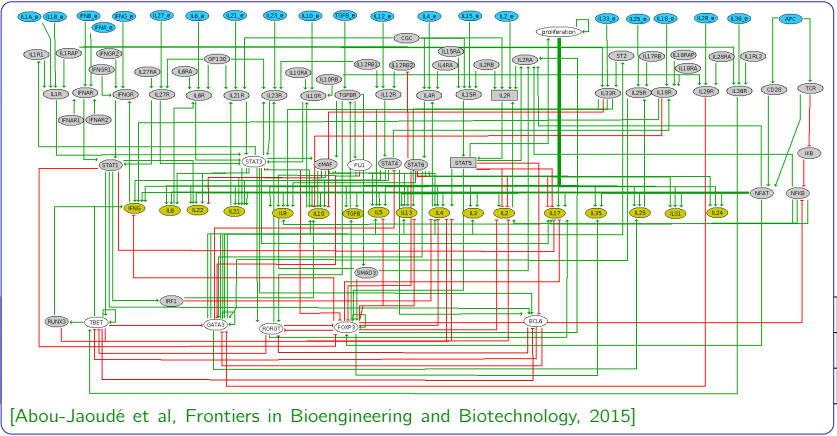 IL1A_e IL1B_e IFNB_e IFNG_e IL27_e IL6_e IL21_e IL23_e IL10_e TGFB_e IL12_e IL4_e IL15_e IL2_e IL33_e IL25_e IL18_e IL29_e IL36_e APC
IFNA_e
proliferation
CGC
IL1R1 IL1RAP IFNGR2 GP130 IL15RA IL2RA ST2 IL17RB IL18RAP IL28RA IL1RL2
IFNGR1 IL27RA IL6RA IL10RA IL10RB IL12RB1 IL12RB2 IL4RA IL2RB IL18RA
IL1R IFNAR IFNGR IL27R IL6R IL21R IL23R IL10R TGFBR IL12R IL4R IL15R IL2R IL33R IL25R IL18R IL29R IL36R CD28 TCR
IFNAR1 IFNAR2
STAT1 STAT3 cMAF PU1 STAT4 STAT6 STAT5 IKB
NFAT NFKB
IFNG IL6 IL22 IL21 IL9 IL10 TGFB IL5 IL13 IL4 IL3 IL2 IL17 IL35 IL25 IL31 IL24
SMAD3
IRF1
RUNX3 TBET GATA3 RORGT FOXP3 BCL6
[Abou-Jaoudé et al, Frontiers in Bioengineering and Biotechnology, 2015]